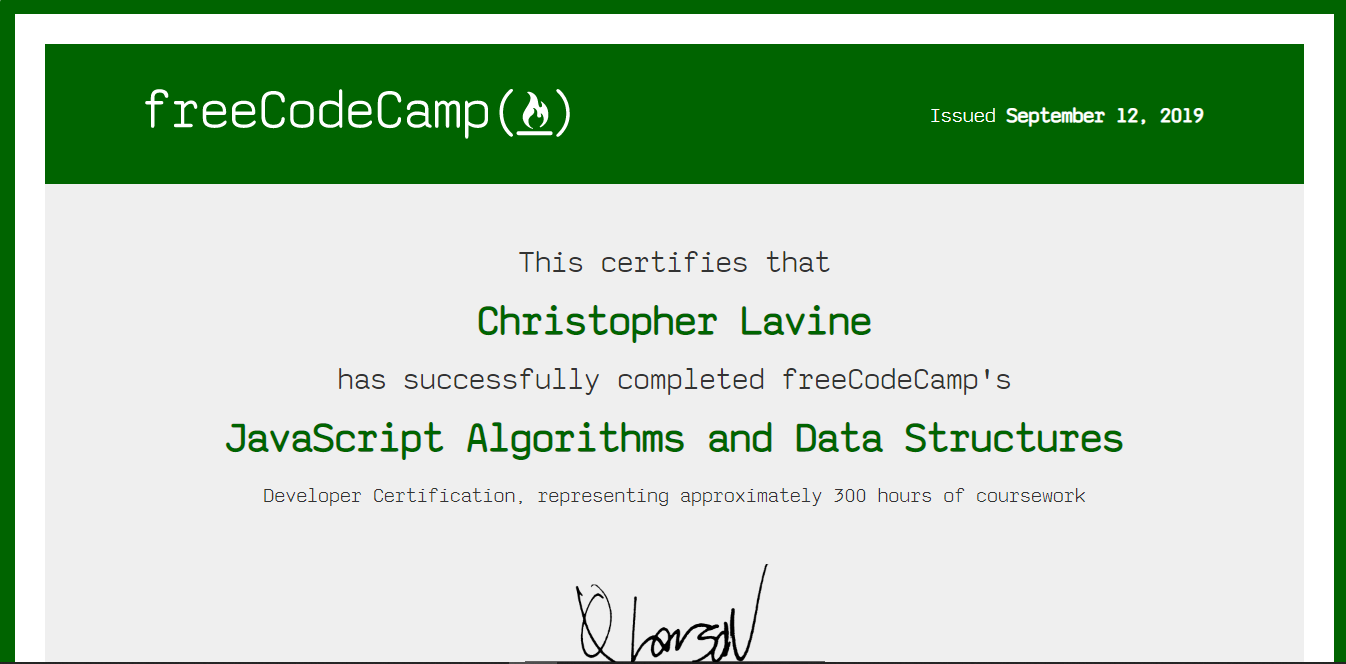 freeCodeCamp(🔥)
Issued September 12, 2019
This certifies that
Christopher Lavine
has successfully completed freeCodeCamp's
JavaScript Algorithms and Data Structures
Developer Certification, representing approximately 300 hours of coursework
Q Larson